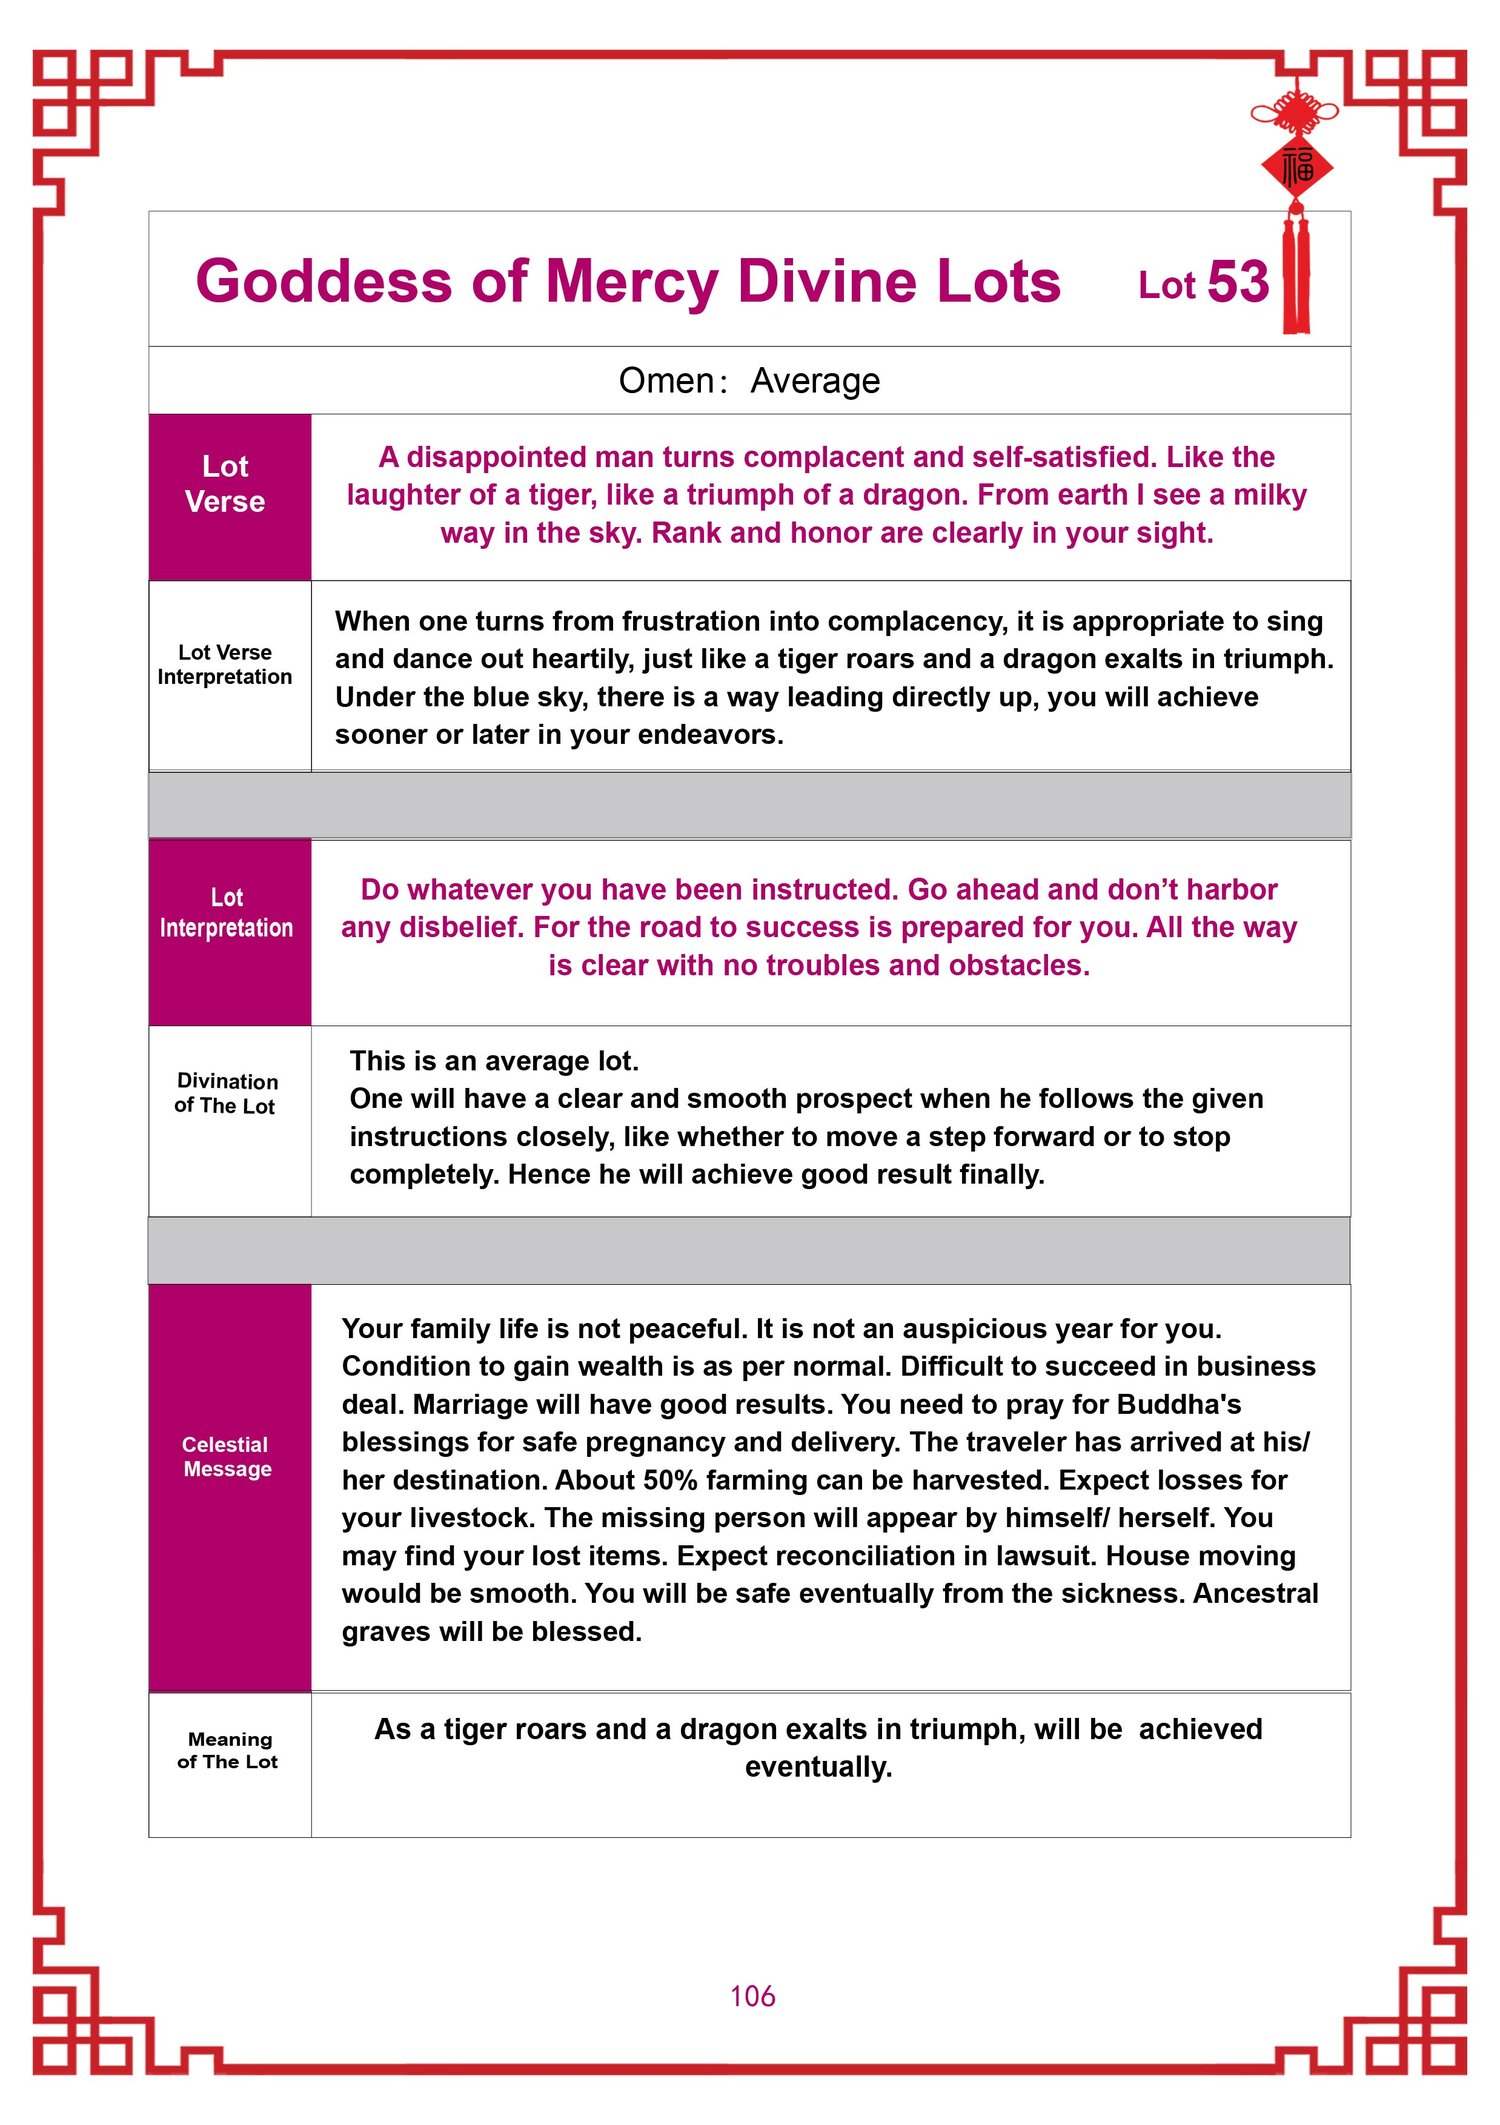 福
Goddess of Mercy Divine Lots Lot 53
Omen： Average
Lot
Verse
A disappointed man turns complacent and self-satisfied. Like the
laughter of a tiger, like a triumph of a dragon. From earth I see a milky
way in the sky. Rank and honor are clearly in your sight.
Lot Verse
Interpretation
When one turns from frustration into complacency, it is appropriate to sing
and dance out heartily, just like a tiger roars and a dragon exalts in triumph.
Under the blue sky, there is a way leading directly up, you will achieve
sooner or later in your endeavors.
Lot
Interpretation
Do whatever you have been instructed. Go ahead and don’t harbor
any disbelief. For the road to success is prepared for you. All the way
is clear with no troubles and obstacles.
Divination
of The Lot
This is an average lot.
One will have a clear and smooth prospect when he follows the given
instructions closely, like whether to move a step forward or to stop
completely. Hence he will achieve good result finally.
Celestial
Message
Your family life is not peaceful. It is not an auspicious year for you.
Condition to gain wealth is as per normal. Difficult to succeed in business
deal. Marriage will have good results. You need to pray for Buddha's
blessings for safe pregnancy and delivery. The traveler has arrived at his/
her destination. About 50% farming can be harvested. Expect losses for
your livestock. The missing person will appear by himself/ herself. You
may find your lost items. Expect reconciliation in lawsuit. House moving
would be smooth. You will be safe eventually from the sickness. Ancestral
graves will be blessed.
Meaning
of The Lot
As a tiger roars and a dragon exalts in triumph, will be  achieved
eventually.
106